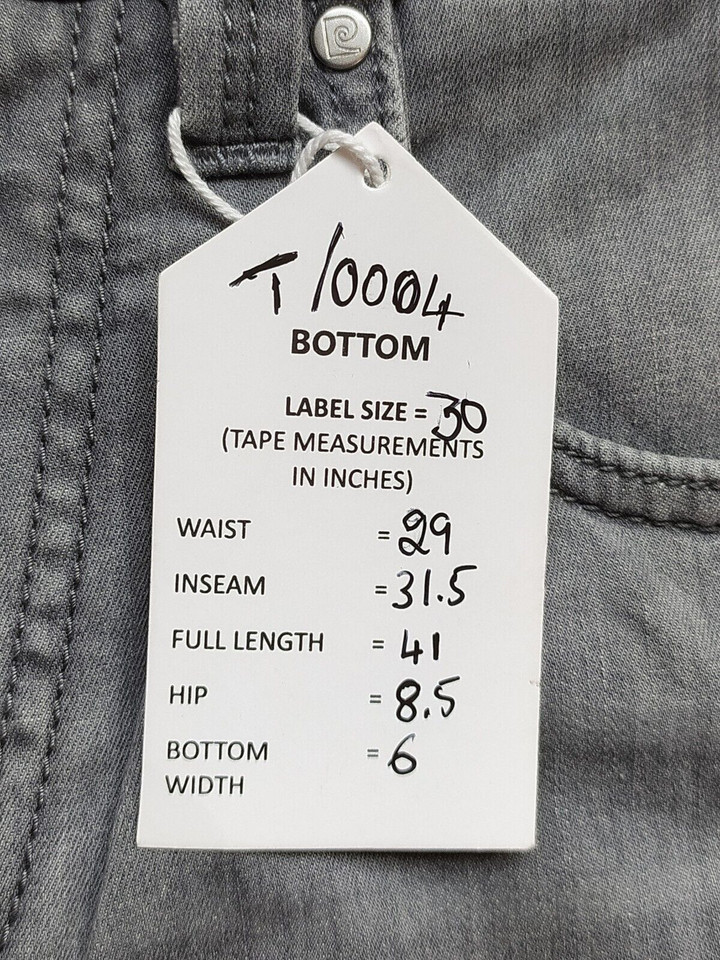 T/0004
BOTTOM
LABEL SIZE = 30
(TAPE MEASUREMENTS
IN INCHES)
WAIST = 29
INSEAM = 31.5
FULL LENGTH = 41
HIP = 8.5
BOTTOM = 6
WIDTH